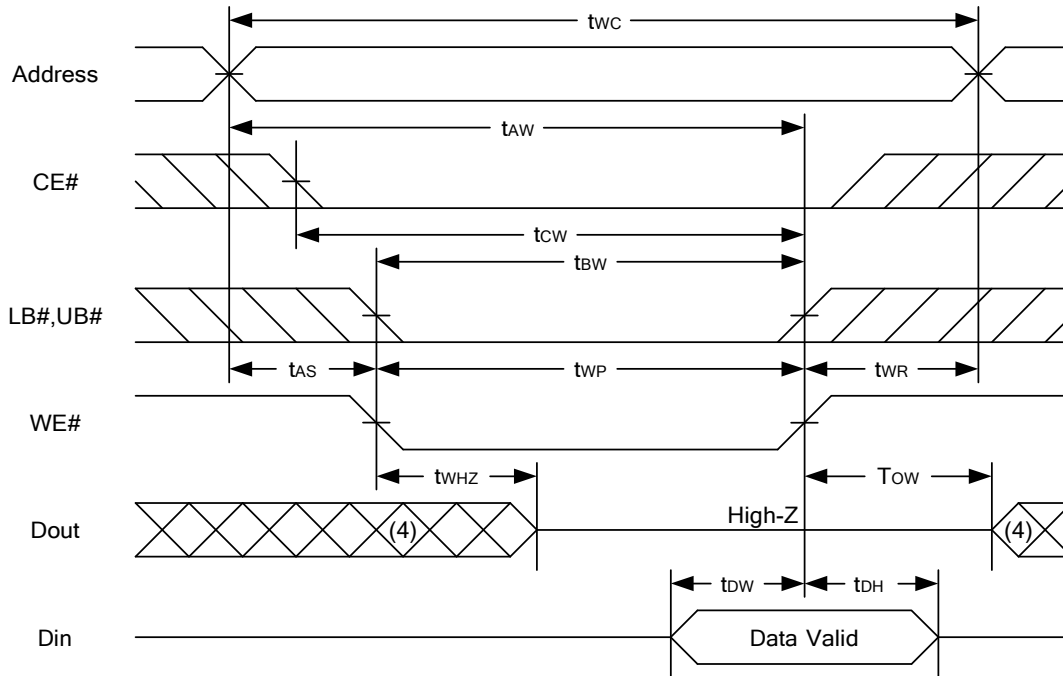 tWC
Address
tAW
CE#
tCW
tBW
LB#,UB#
tAS
tWP
tWR
WE#
tWHZ
TOW
High-Z
Dout
(4)
(4)
tDW
tDH
Din
Data Valid